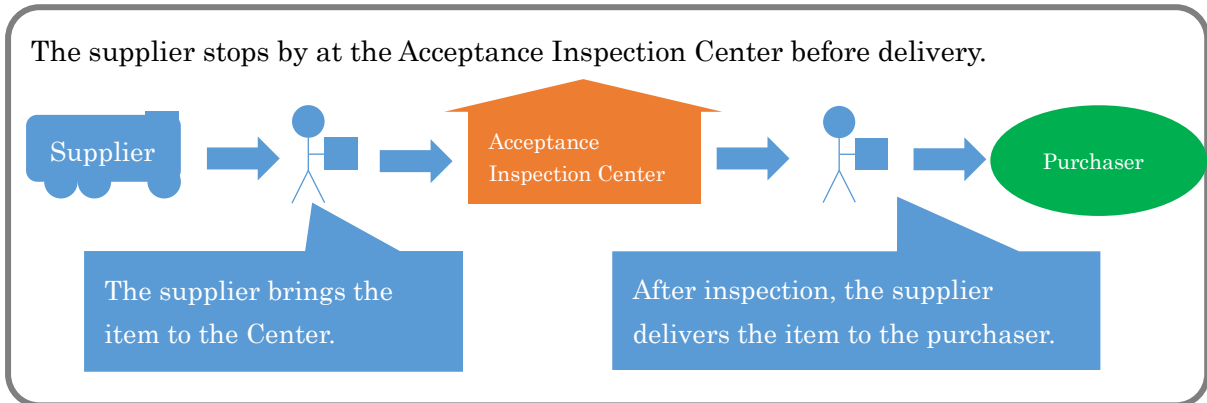 The supplier stops by at the Acceptance Inspection Center before delivery.
Supplier
Acceptance
Inspection Center
Purchaser
The supplier brings the
item to the Center.
After inspection, the supplier
delivers the item to the purchaser.